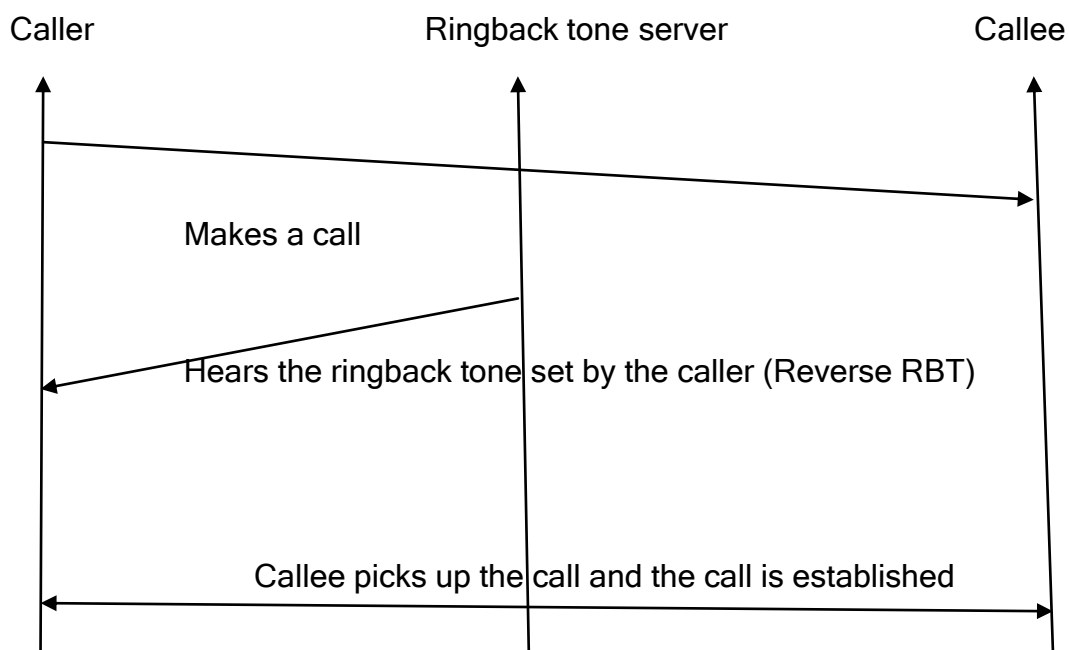 Caller Ringback tone server Callee
Makes a call
Hears the ringback tone set by the caller (Reverse RBT)
Callee picks up the call and the call is established